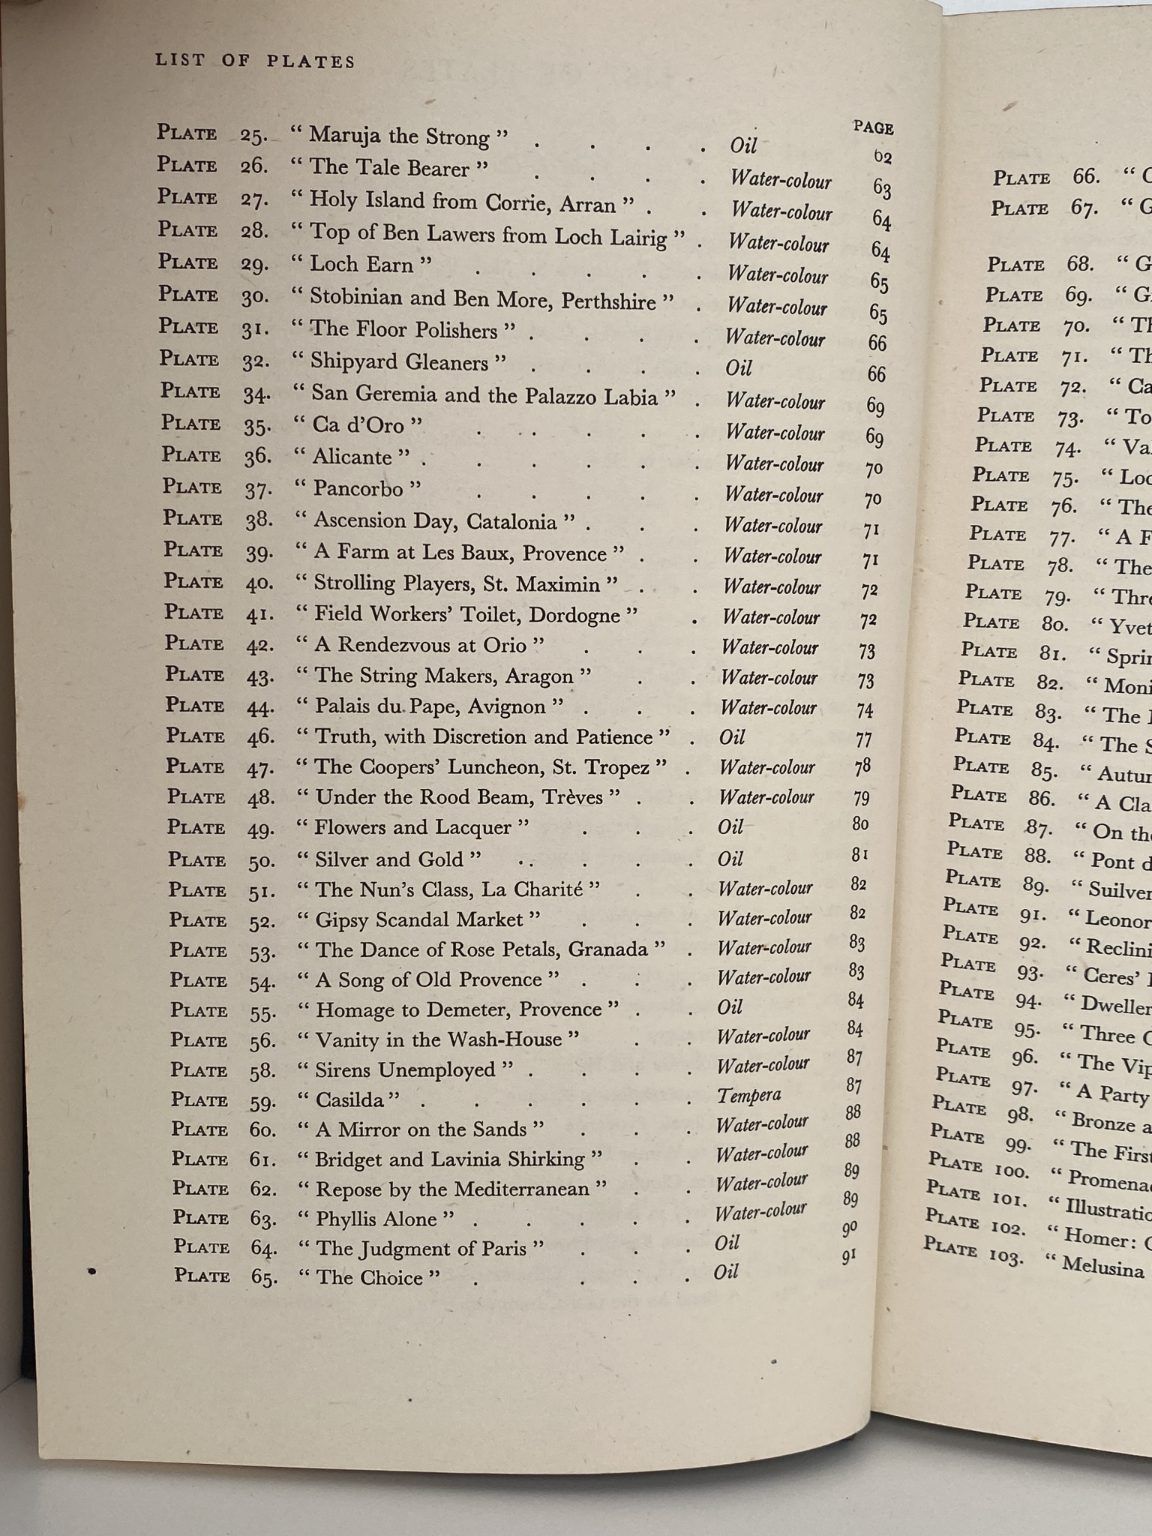 LIST OF PLATES
PAGE
PLATE 25. “ Maruja the Strong ” . . . . Oil 62
PLATE 26. “ The Tale Bearer ” . . . . Water-colour 63
PLATE 27. “ Holy Island from Corrie, Arran ” . . Water-colour 64
PLATE 28. “ Top of Ben Lawers from Loch Lairig ” . Water-colour 64
PLATE 29. “ Loch Earn ” . . . . . Water-colour 65
PLATE 30. “ Stobinian and Ben More, Perthshire ” . Water-colour 65
PLATE 31. “ The Floor Polishers ” . . . . Water-colour 66
PLATE 32. “ Shipyard Gleaners ” . . . . Oil 66
PLATE 34. “ San Geremia and the Palazzo Labia ” . Water-colour 69
PLATE 35. “ Ca d’Oro ” . . . . . Water-colour 69
PLATE 36. “ Alicante ” . . . . . . Water-colour 70
PLATE 37. “ Pancorbo ” . . . . . Water-colour 70
PLATE 38. “ Ascension Day, Catalonia ” . . . Water-colour 71
PLATE 39. “ A Farm at Les Baux, Provence ” . . Water-colour 71
PLATE 40. “ Strolling Players, St. Maximin ” . . Water-colour 72
PLATE 41. “ Field Workers’ Toilet, Dordogne ” . Water-colour 72
PLATE 42. “ A Rendezvous at Orio ” . . . Water-colour 73
PLATE 43. “ The String Makers, Aragon ” . . Water-colour 73
PLATE 44. “ Palais du Pape, Avignon ” . . . Water-colour 74
PLATE 46. “ Truth, with Discretion and Patience ” . Oil 77
PLATE 47. “ The Coopers’ Luncheon, St. Tropez ” . Water-colour 78
PLATE 48. “ Under the Rood Beam, Trèves ” . . Water-colour 79
PLATE 49. “ Flowers and Lacquer ” . . . Oil 80
PLATE 50. “ Silver and Gold ” . . . . . Oil 81
PLATE 51. “ The Nun’s Class, La Charité ” . . Water-colour 82
PLATE 52. “ Gipsy Scandal Market ” . . . Water-colour 82
PLATE 53. “ The Dance of Rose Petals, Granada ” . Water-colour 83
PLATE 54. “ A Song of Old Provence ” . . . Water-colour 83
PLATE 55. “ Homage to Demeter, Provence ” . . Oil 84
PLATE 56. “ Vanity in the Wash-House ” . . Water-colour 84
PLATE 58. “ Sirens Unemployed ” . . . . Water-colour 87
PLATE 59. “ Casilda ” . . . . . . Tempera 87
PLATE 60. “ A Mirror on the Sands ” . . . Water-colour 88
PLATE 61. “ Bridget and Lavinia Shirking ” . . Water-colour 88
PLATE 62. “ Repose by the Mediterranean ” . . Water-colour 89
PLATE 63. “ Phyllis Alone ” . . . . . Water-colour 89
PLATE 64. “ The Judgment of Paris ” . . . Oil 90
PLATE 65. “ The Choice ” . . . . Oil 91
PLATE 66. “
PLATE 67. “
PLATE 68. “
PLATE 69. “
PLATE 70. “
PLATE 71. “
PLATE 72. “
PLATE 73. “
PLATE 74. “
PLATE 75. “
PLATE 76. “ The
PLATE 77. “ A
PLATE 78. “ The
PLATE 79. “
PLATE 80. “
PLATE 81. “
PLATE 82. “
PLATE 83. “ The
PLATE 84. “ The
PLATE 85. “
PLATE 86. “ A
PLATE 87. “ On
PLATE 88. “ Pont
PLATE 89. “ Suilven
PLATE 91. “
PLATE 92. “
PLATE 93. “ Ceres’
PLATE 94. “
PLATE 95. “ Three
PLATE 96. “ The
PLATE 97. “ A Party
PLATE 98. “ Bronze
PLATE 99. “ The First
PLATE 100. “
PLATE 101. “
PLATE 102. “ Homer:
PLATE 103. “ Melusina